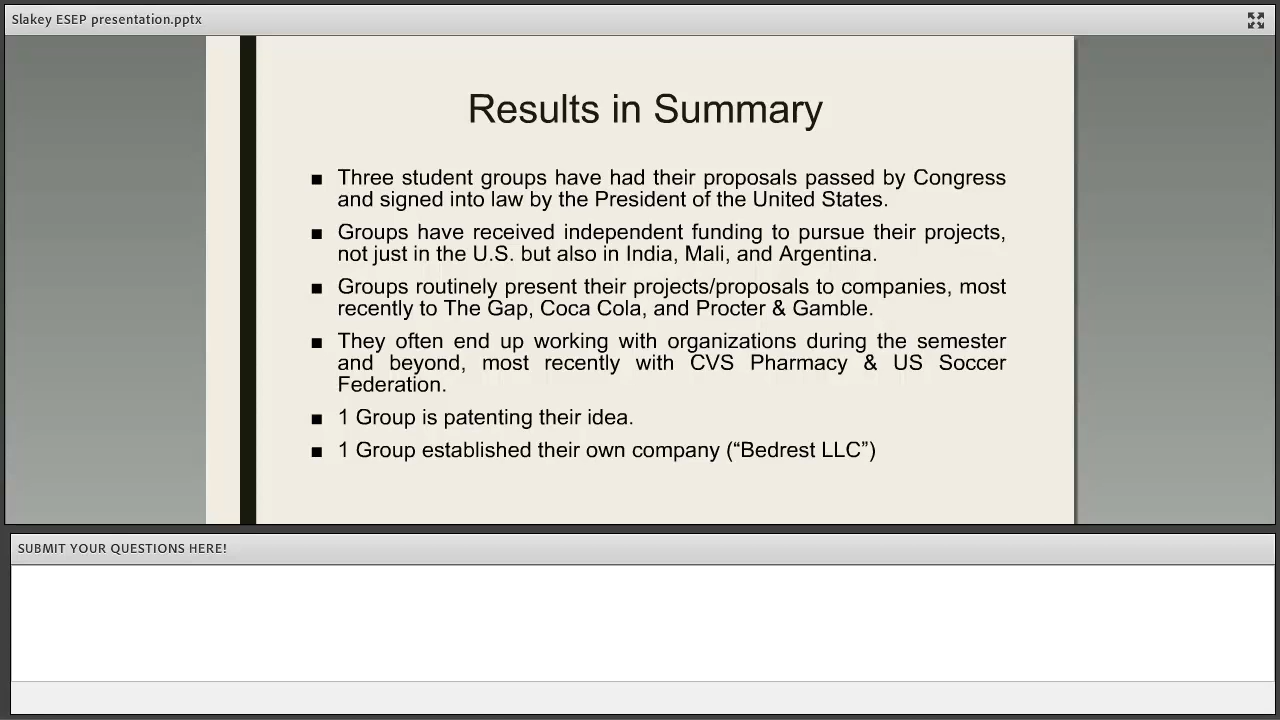 Slakey ESEP presentation.pptx
Results in Summary
■ Three student groups have had their proposals passed by Congress
and signed into law by the President of the United States.
■ Groups have received independent funding to pursue their projects,
not just in the U.S. but also in India, Mali, and Argentina.
■ Groups routinely present their projects/proposals to companies, most
recently to The Gap, Coca Cola, and Procter & Gamble.
■ They often end up working with organizations during the semester
and beyond, most recently with CVS Pharmacy & US Soccer
Federation.
■ 1 Group is patenting their idea.
■ 1 Group established their own company (“Bedrest LLC”)
SUBMIT YOUR QUESTIONS HERE!